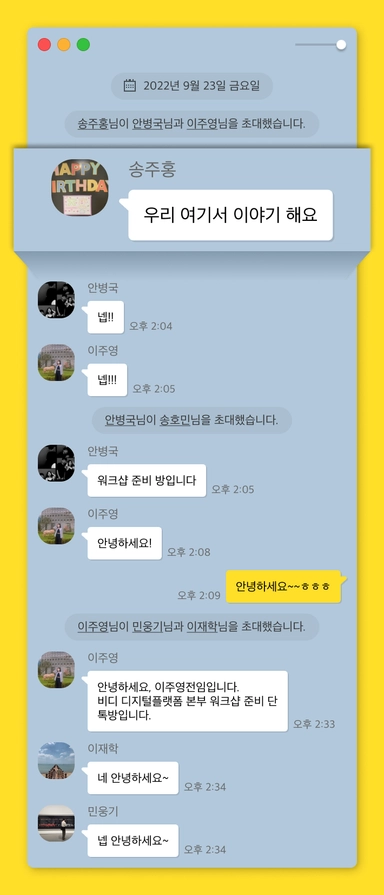 2022년 9월 23일 금요일
송주홍님이 안병국님과 이주영님을 초대했습니다.
HAPPY
BIRTHDAY
송주홍
우리 여기서 이야기 해요
안병국
넵!!
오후 2:04
이주영
넵!!!
오후 2:05
안병국님이 송호민님을 초대했습니다.
안병국
워크샵 준비 방입니다
오후 2:05
이주영
안녕하세요!
오후 2:08
오후 2:09
안녕하세요~~ㅎㅎㅎ
이주영님이 민웅기님과 이재학님을 초대했습니다.
이주영
안녕하세요, 이주영전임입니다.
비디 디지털플랫폼 본부 워크샵 준비 단
톡방입니다.
오후 2:33
이재학
네 안녕하세요~
오후 2:34
민웅기
넵 안녕하세요~
오후 2:34